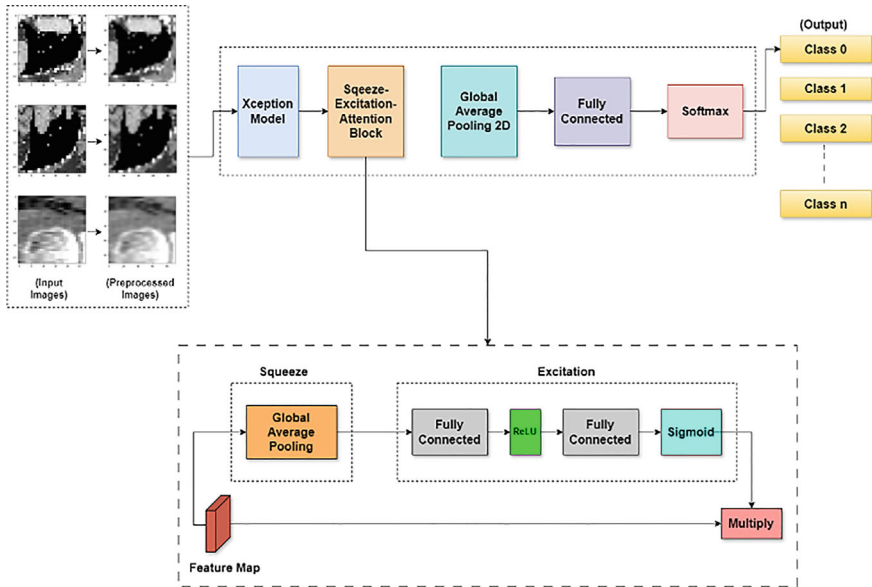 (Input
Images)
(Preprocessed
Images)
Xception
Model
Sqeeze-
Excitation-
Attention
Block
Global
Average
Pooling 2D
Fully
Connected
Softmax
(Output)
Class 0
Class 1
Class 2
Class n
Squeeze
Global
Average
Pooling
Excitation
Fully
Connected
ReLU
Fully
Connected
Sigmoid
Multiply
Feature Map